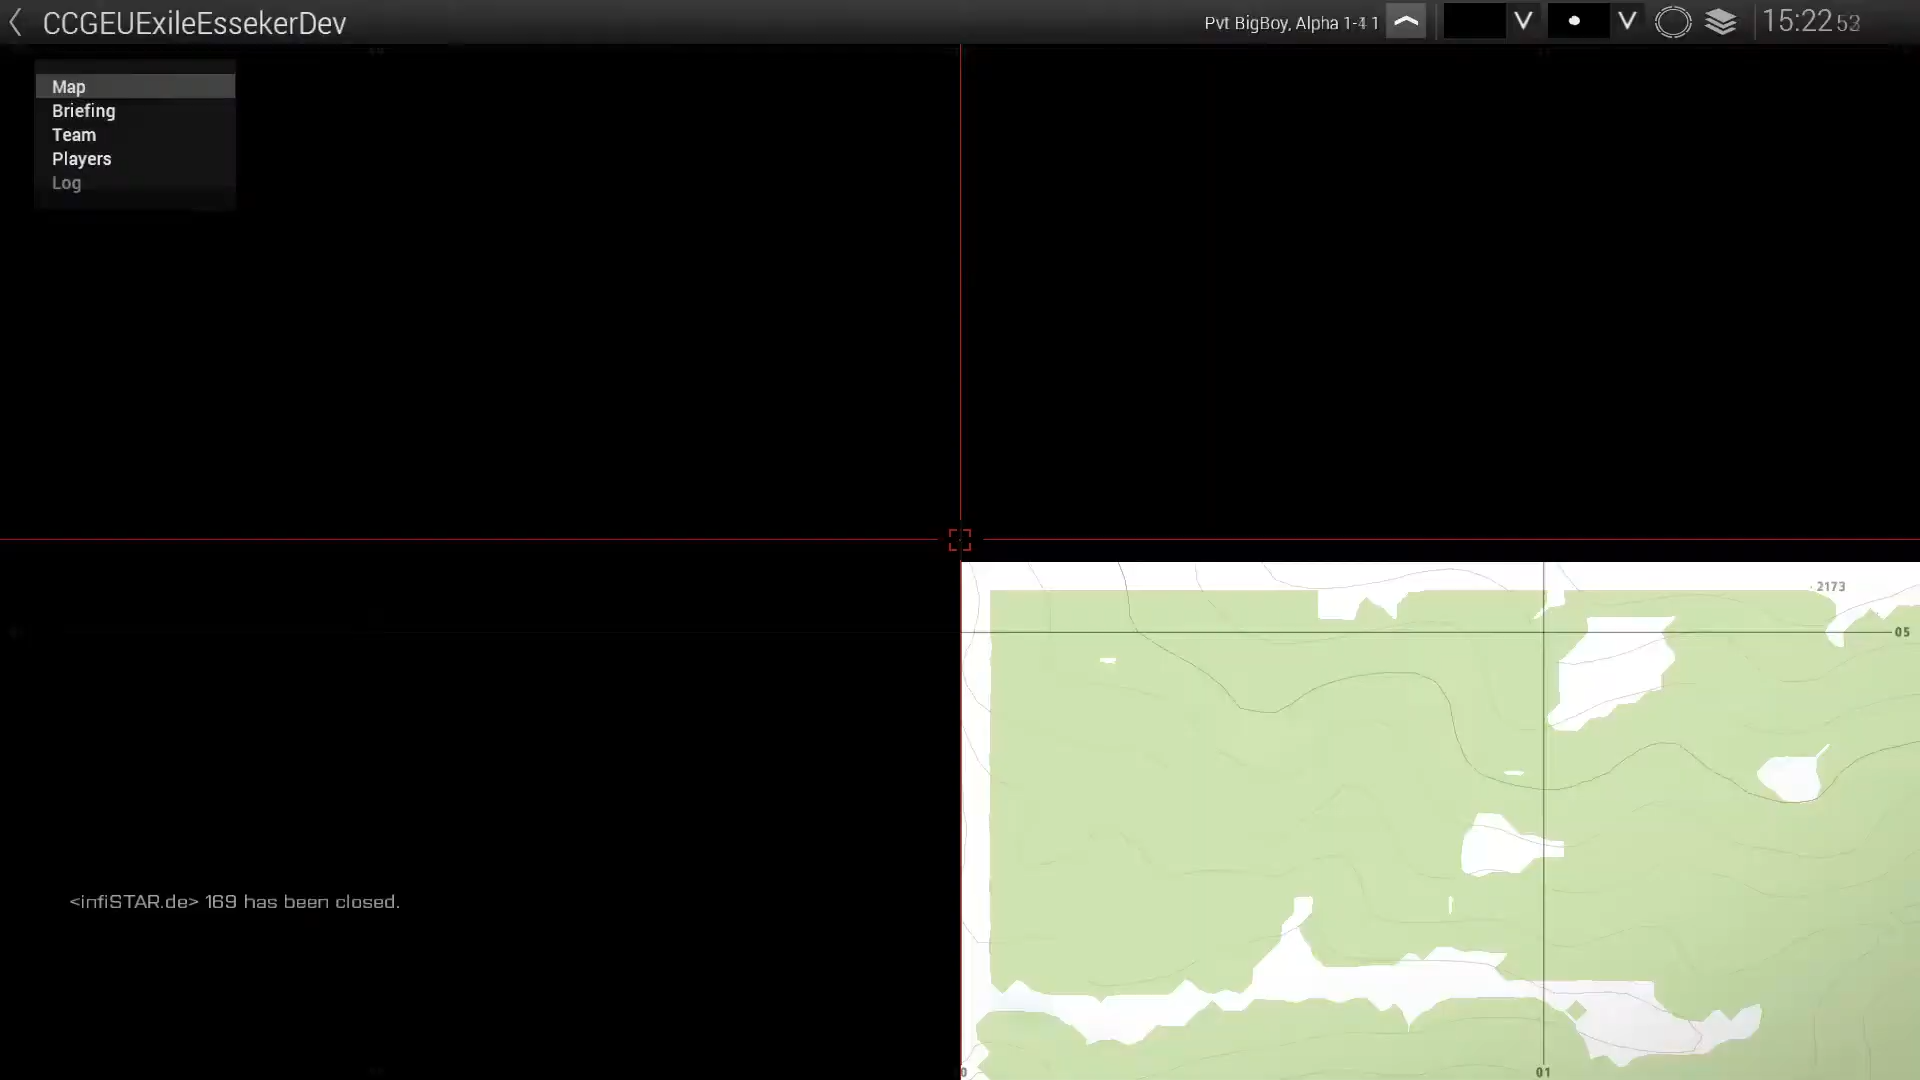 CCGEUExileEssekerDev
Pvt BigBoy, Alpha 1-4 1
15:22 53
Map
Briefing
Team
Players
Log
2173
05
<infiSTAR.de> 169 has been closed.
0
01